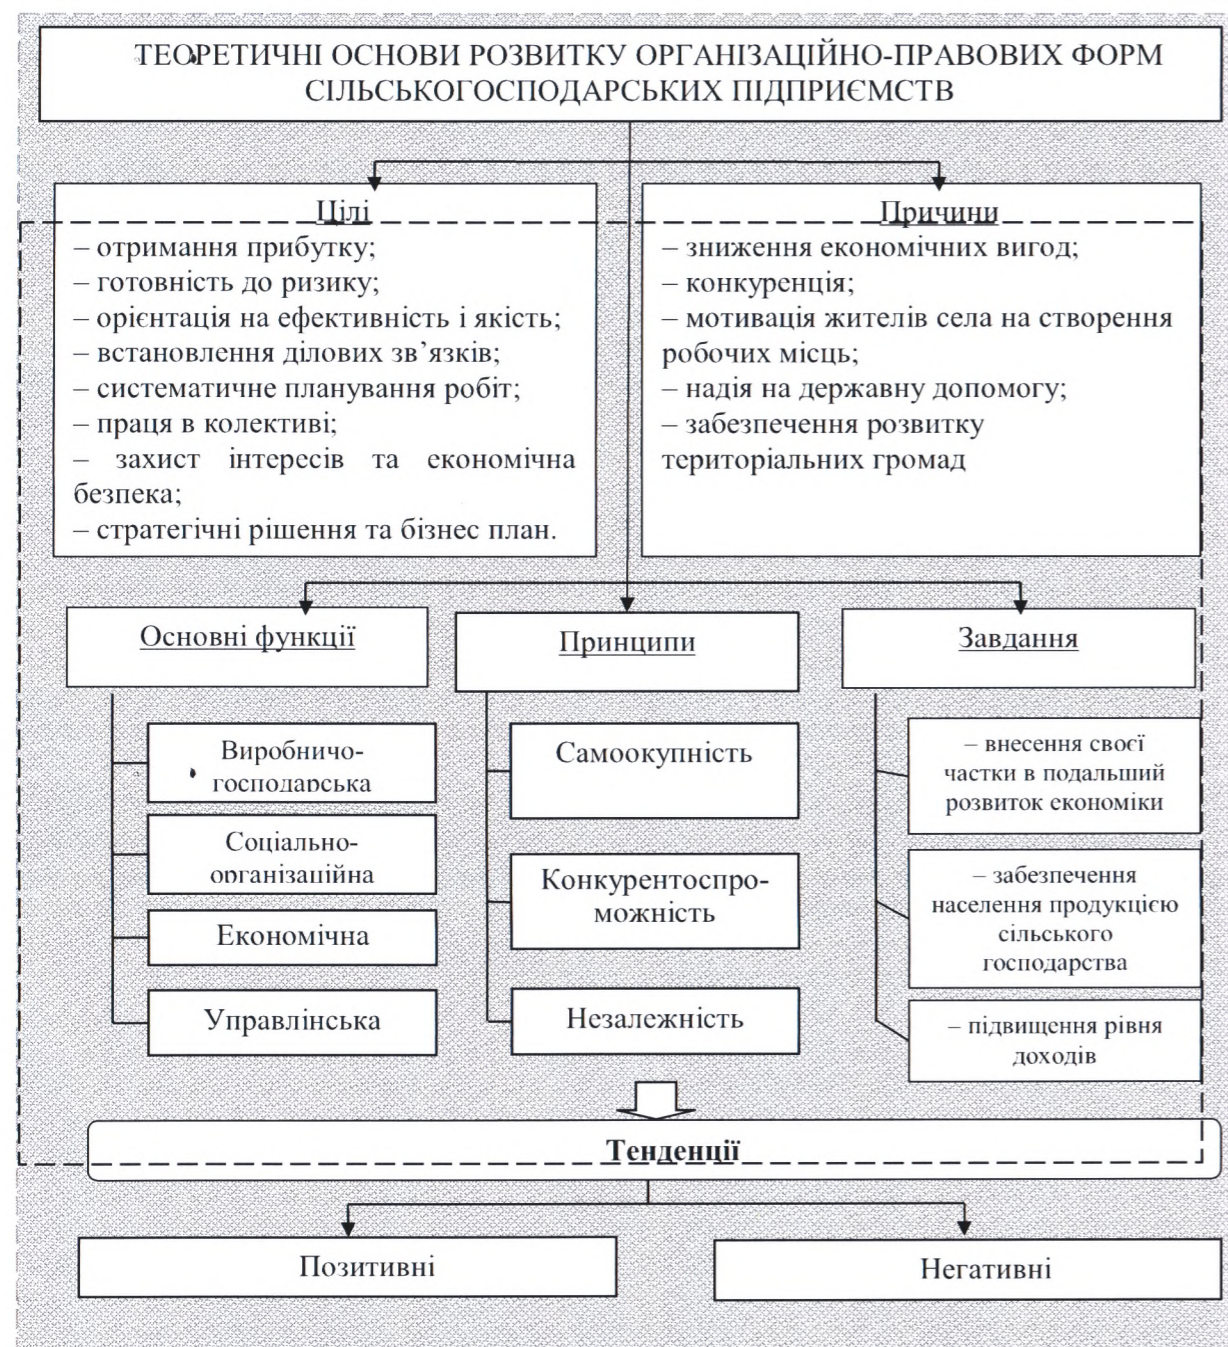 ТЕОРЕТИЧНІ ОСНОВИ РОЗВИТКУ ОРГАНІЗАЦІЙНО-ПРАВОВИХ ФОРМ
СІЛЬСЬКОГОСПОДАРСЬКИХ ПІДПРИЄМСТВ
Цілі
– отримання прибутку;
– готовність до ризику;
– орієнтація на ефективність і якість;
– встановлення ділових зв’язків;
– систематичне планування робіт;
– праця в колективі;
– захист інтересів та економічна
безпека;
– стратегічні рішення та бізнес план.
Причини
– зниження економічних вигод;
– конкуренція;
– мотивація жителів села на створення
робочих місць;
– надія на державну допомогу;
– забезпечення розвитку
територіальних громад
Основні функції
Виробничо-
господарська
Соціально-
організаційна
Економічна
Управлінська
Принципи
Самоокупність
Конкурентоспро-
можність
Незалежність
Завдання
– внесення своєї
частки в подальший
розвиток економіки
– забезпечення
населення продукцією
сільського
господарства
– підвищення рівня
доходів
Тенденції
Позитивні
Негативні